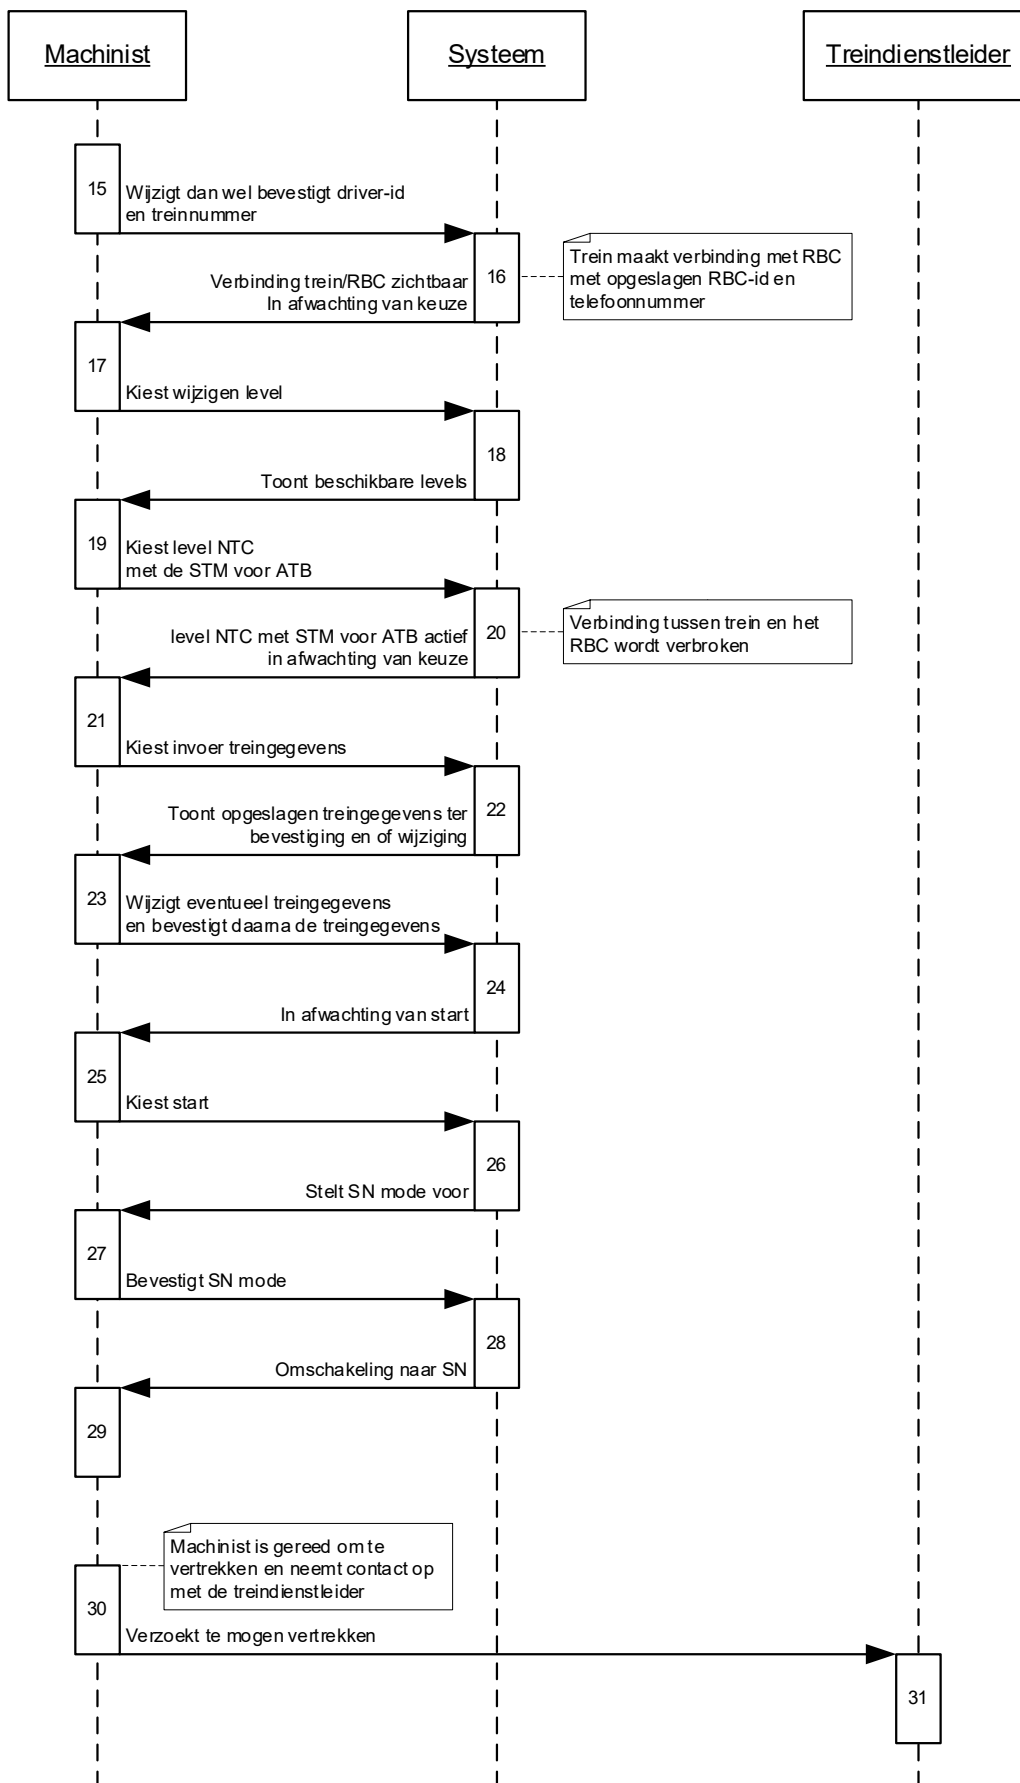 Machinist
Systeem
Treindienstleider
15
Wijzigt dan wel bevestigt driver-id
en treinnummer
16
Trein maakt verbinding met RBC
met opgeslagen RBC-id en
telefoonnummer
Verbinding trein/RBC zichtbaar
In afwachting van keuze
17
Kiest wijzigen level
18
Toont beschikbare levels
19
Kiest level NTC
met de STM voor ATB
20
Verbinding tussen trein en het
RBC wordt verbroken
level NTC met STM voor ATB actief
in afwachting van keuze
21
Kiest invoer treingegevens
22
Toont opgeslagen treingegevens ter
bevestiging en of wijziging
23
Wijzigt eventueel treingegevens
en bevestigt daarna de treingegevens
24
In afwachting van start
25
Kiest start
26
Stelt SN mode voor
27
Bevestigt SN mode
28
Omschakeling naar SN
29
Machinist is gereed om te
vertrekken en neemt contact op
met de treindienstleider
30
Verzoekt te mogen vertrekken
31